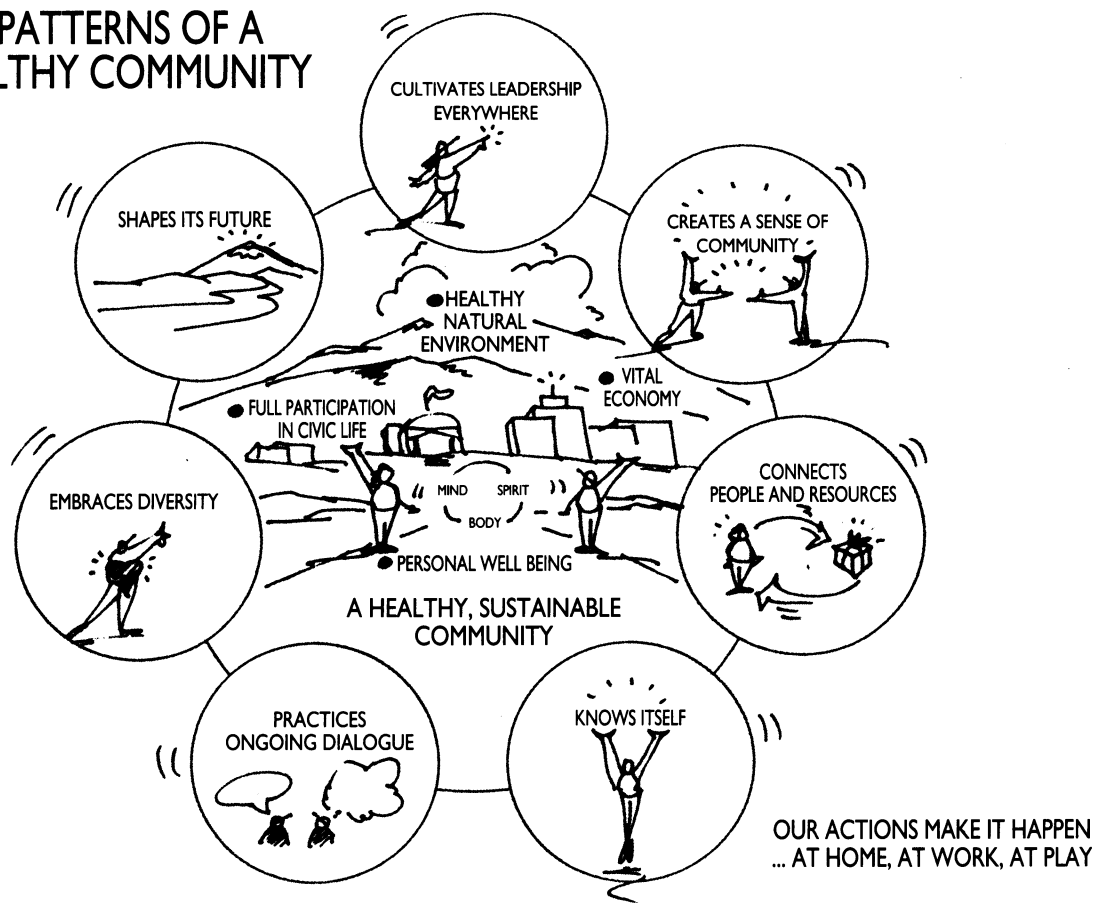 PATTERNS OF A
LTHY COMMUNITY
CULTIVATES LEADERSHIP
EVERYWHERE
SHAPES ITS FUTURE
CREATES A SENSE OF
COMMUNITY
HEALTHY
NATURAL
ENVIRONMENT
VITAL
ECONOMY
FULL PARTICIPATION
IN CIVIC LIFE
EMBRACES DIVERSITY
MIND SPIRIT
BODY
CONNECTS
PEOPLE AND RESOURCES
PERSONAL WELL BEING
A HEALTHY, SUSTAINABLE
COMMUNITY
PRACTICES
ONGOING DIALOGUE
KNOWS ITSELF
OUR ACTIONS MAKE IT HAPPEN
... AT HOME, AT WORK, AT PLAY